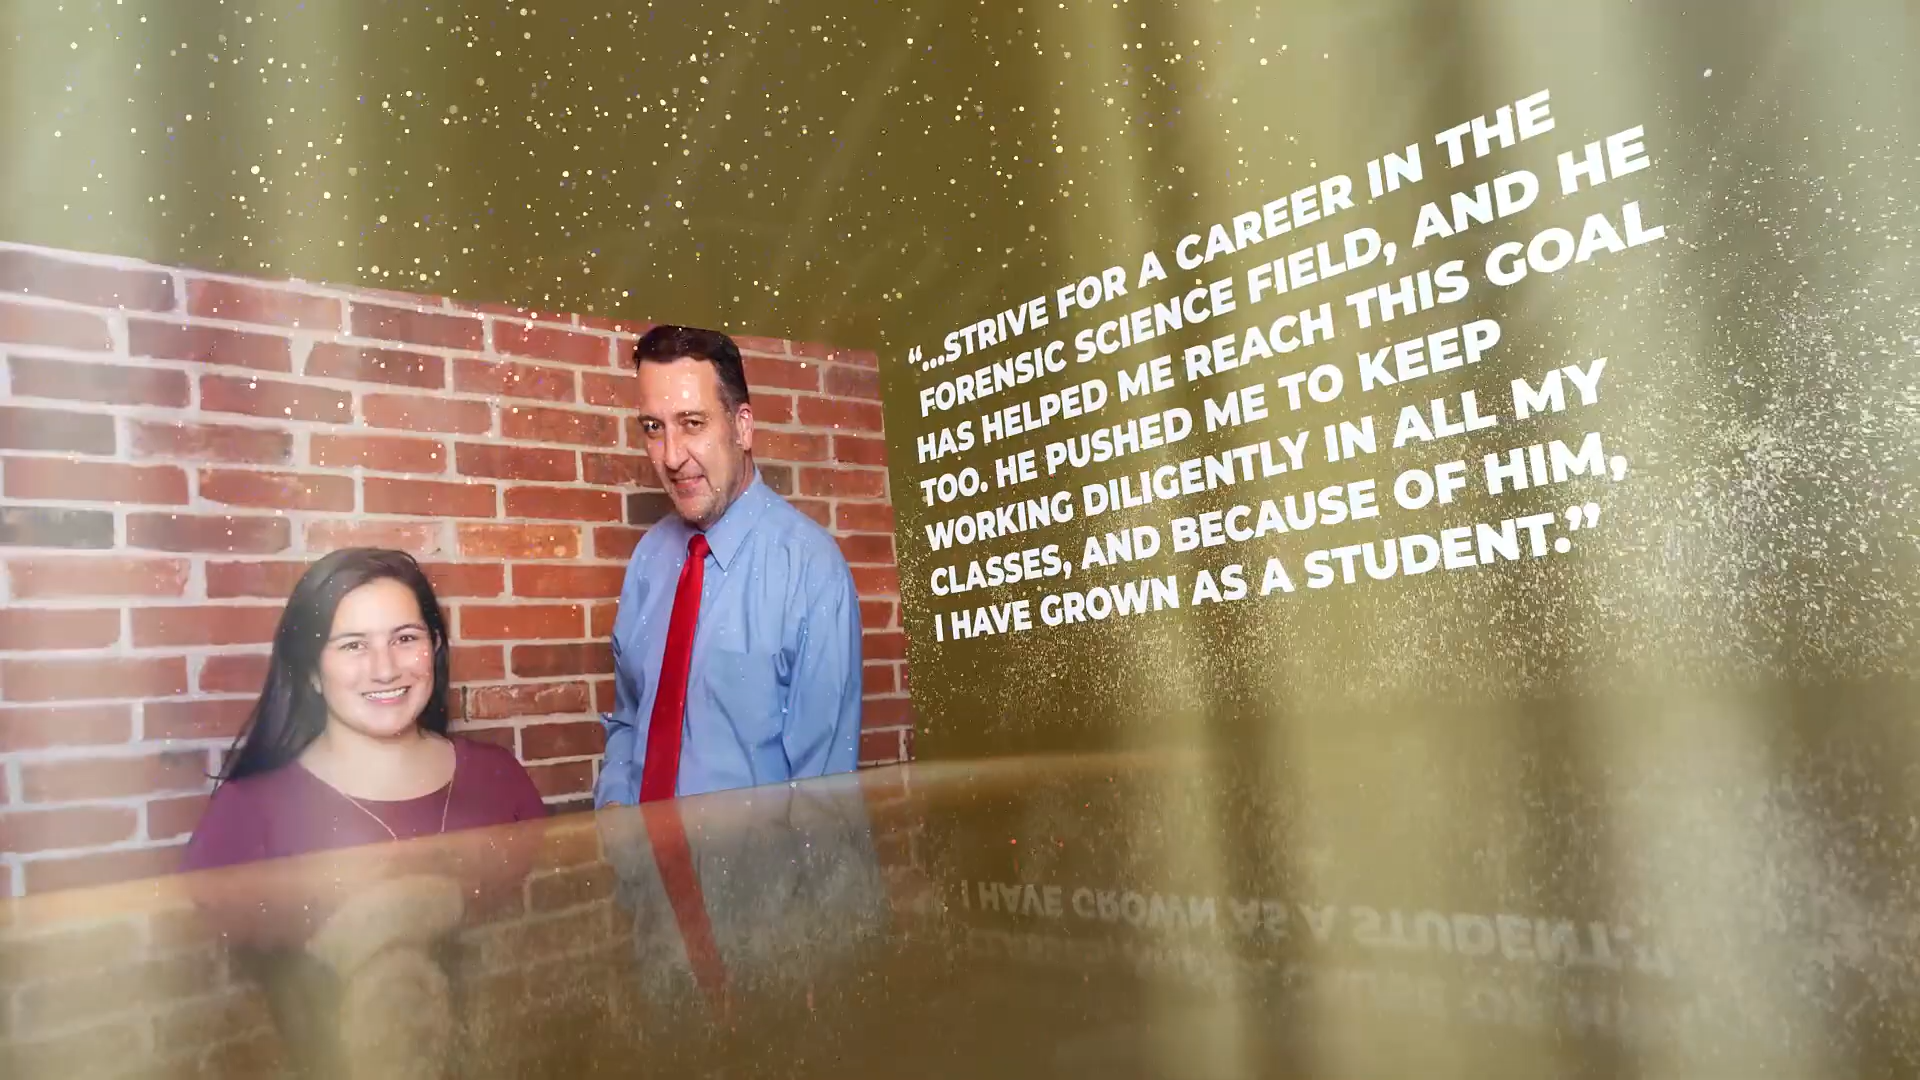 “...STRIVE FOR A CAREER IN THE
FORENSIC SCIENCE FIELD, AND HE
HAS HELPED ME REACH THIS GOAL
TOO. HE PUSHED ME TO KEEP
WORKING DILIGENTLY IN ALL MY
CLASSES, AND BECAUSE OF HIM,
I HAVE GROWN AS A STUDENT.”